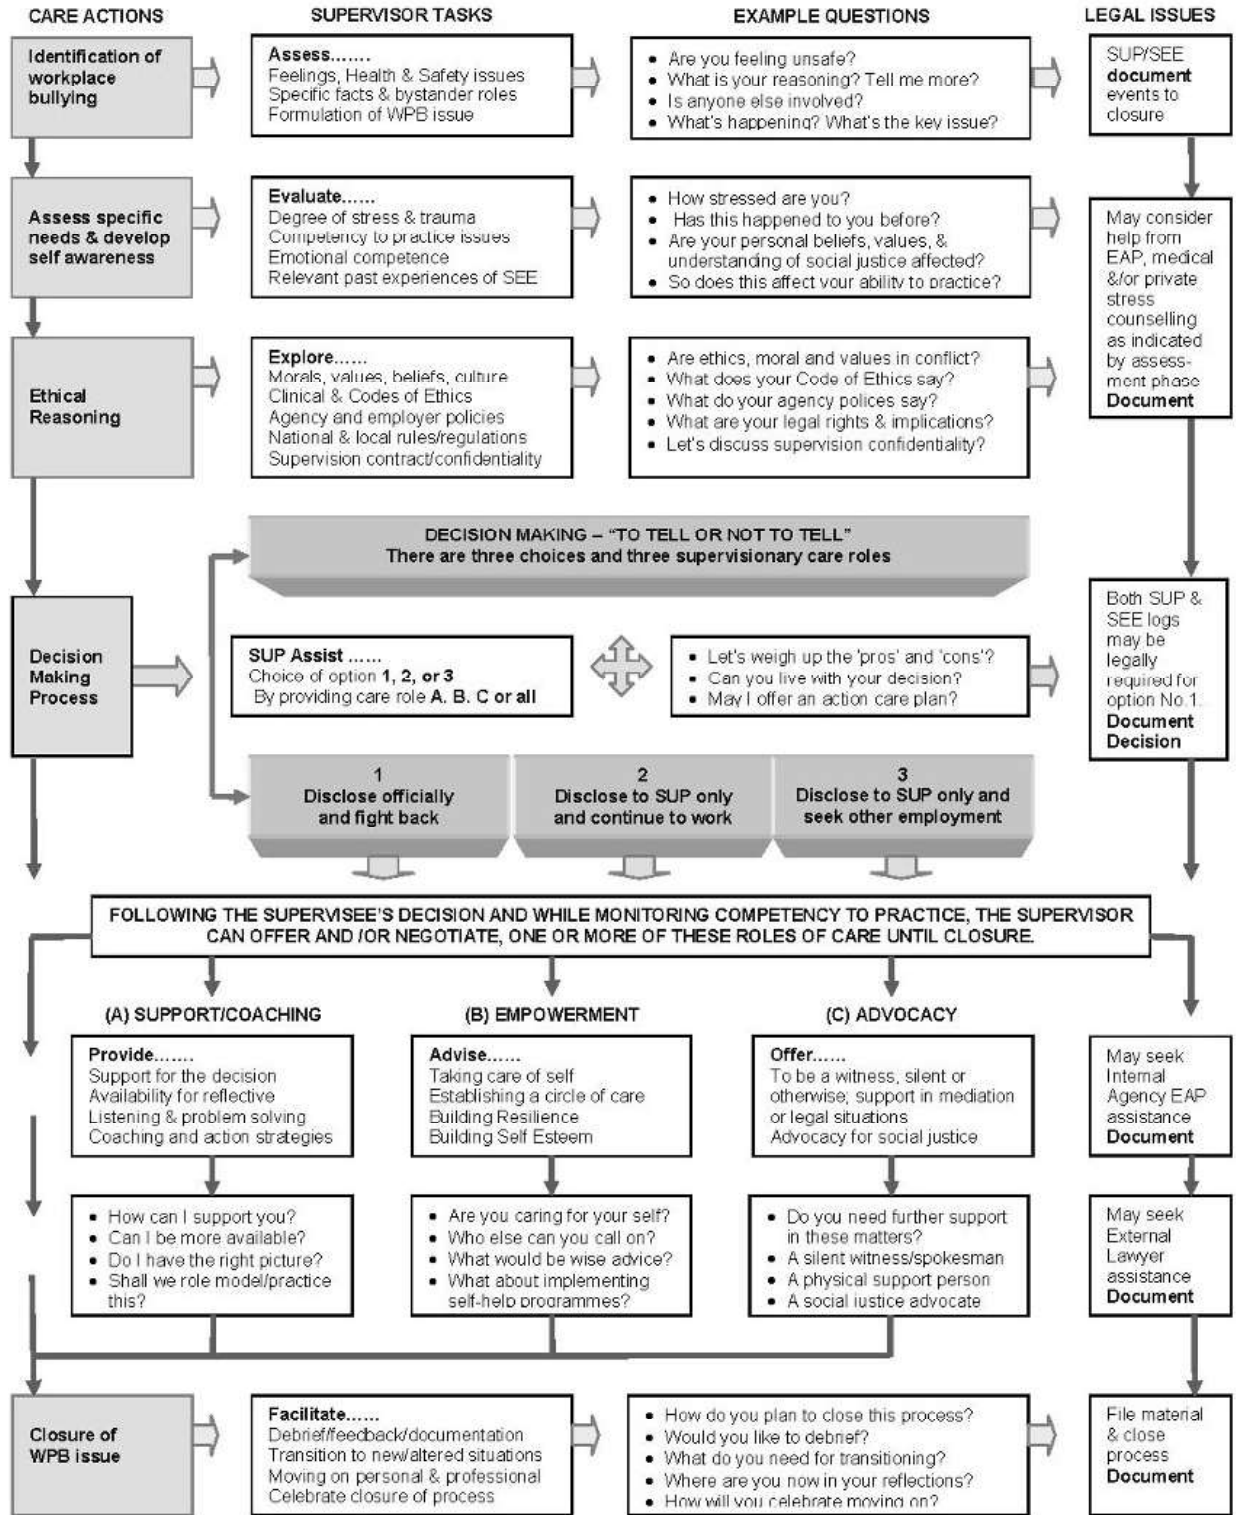 CARE ACTIONS
SUPERVISOR TASKS
EXAMPLE QUESTIONS
LEGAL ISSUES
Identification of
workplace
bullying
Assess......
Feelings, Health & Safety issues
Specific facts & bystander roles
Formulation of WPB issue
• Are you feeling unsafe?
• What is your reasoning? Tell me more?
• Is anyone else involved?
• What's happening? What's the key issue?
SUP/SEE
document
events to
closure
Assess specific
needs & develop
self awareness
Evaluate......
Degree of stress & trauma
Competency to practice issues
Emotional competence
Relevant past experiences of SEE
• How stressed are you?
• Has this happened to you before?
• Are your personal beliefs, values, &
understanding of social justice affected?
• So does this affect your ability to practice?
May consider
help from
EAP, medical
&/or private
stress
counselling
as indicated
by assess-
ment phase
Document
Ethical
Reasoning
Explore......
Morals, values, beliefs, culture
Clinical & Codes of Ethics
Agency and employer policies
National & local rules/regulations
Supervision contract/confidentiality
• Are ethics, moral and values in conflict?
• What does your Code of Ethics say?
• What do your agency polices say?
• What are your legal rights & implications?
• Let's discuss supervision confidentiality?
DECISION MAKING – “TO TELL OR NOT TO TELL”
There are three choices and three supervisionary care roles
Decision
Making
Process
SUP Assist ......
Choice of option 1, 2, or 3
By providing care role A. B. C or all
• Let's weigh up the 'pros' and 'cons'?
• Can you live with your decision?
• May I offer an action care plan?
Both SUP &
SEE logs
may be
legally
required for
option No.1.
Document
Decision
1
Disclose officially
and fight back
2
Disclose to SUP only
and continue to work
3
Disclose to SUP only and
seek other employment
FOLLOWING THE SUPERVISEE'S DECISION AND WHILE MONITORING COMPETENCY TO PRACTICE, THE SUPERVISOR
CAN OFFER AND /OR NEGOTIATE, ONE OR MORE OF THESE ROLES OF CARE UNTIL CLOSURE.
(A) SUPPORT/COACHING
(B) EMPOWERMENT
(C) ADVOCACY
Provide.......
Support for the decision
Availability for reflective
Listening & problem solving
Coaching and action strategies
Advise......
Taking care of self
Establishing a circle of care
Building Resilience
Building Self Esteem
Offer......
To be a witness, silent or
otherwise; support in mediation
or legal situations
Advocacy for social justice
May seek
Internal
Agency EAP
assistance
Document
• How can I support you?
• Can I be more available?
• Do I have the right picture?
• Shall we role model/practice
this?
• Are you caring for your self?
• Who else can you call on?
• What would be wise advice?
• What about implementing
self-help programmes?
• Do you need further support
in these matters?
• A silent witness/spokesman
• A physical support person
• A social justice advocate
May seek
External
Lawyer
assistance
Document
Closure of
WPB issue
Facilitate......
Debrief/feedback/documentation
Transition to new/altered situations
Moving on personal & professional
Celebrate closure of process
• How do you plan to close this process?
• Would you like to debrief?
• What do you need for transitioning?
• Where are you now in your reflections?
• How will you celebrate moving on?
File material
& close
process
Document